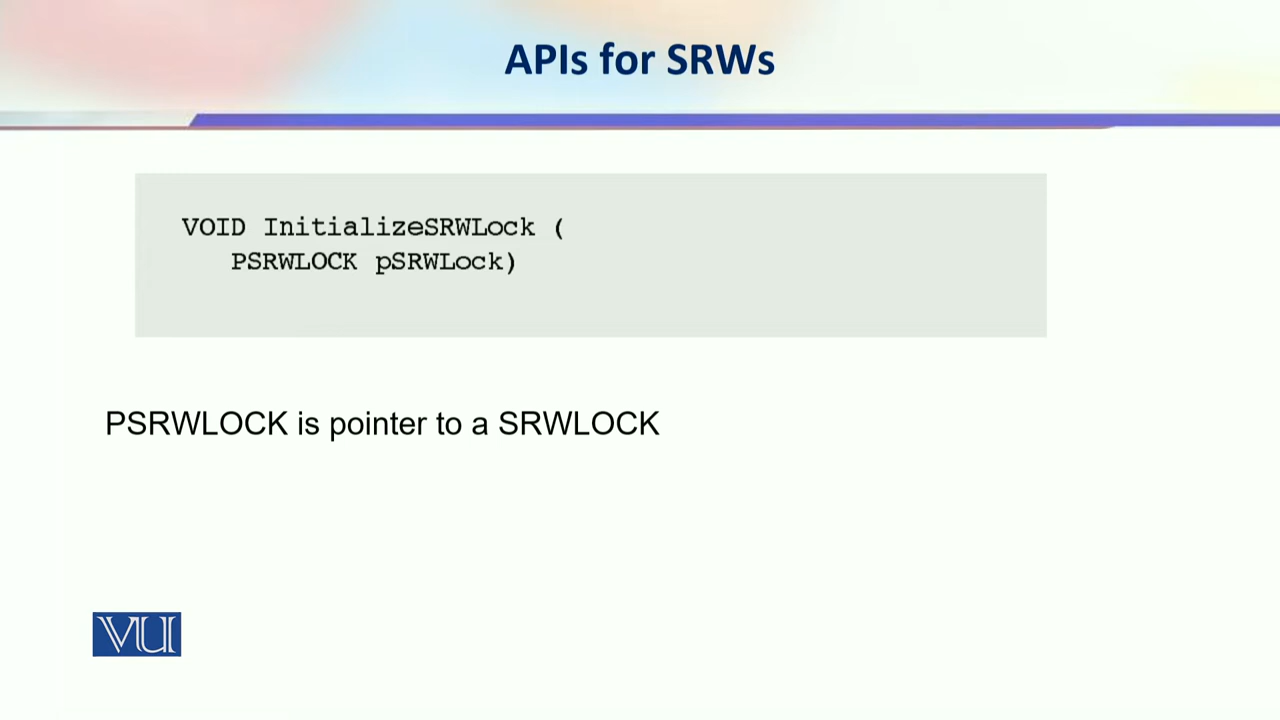 APIs for SRWs
VOID InitializeSRWLock (
PSRWLOCK pSRWLock)
PSRWLOCK is pointer to a SRWLOCK
VU